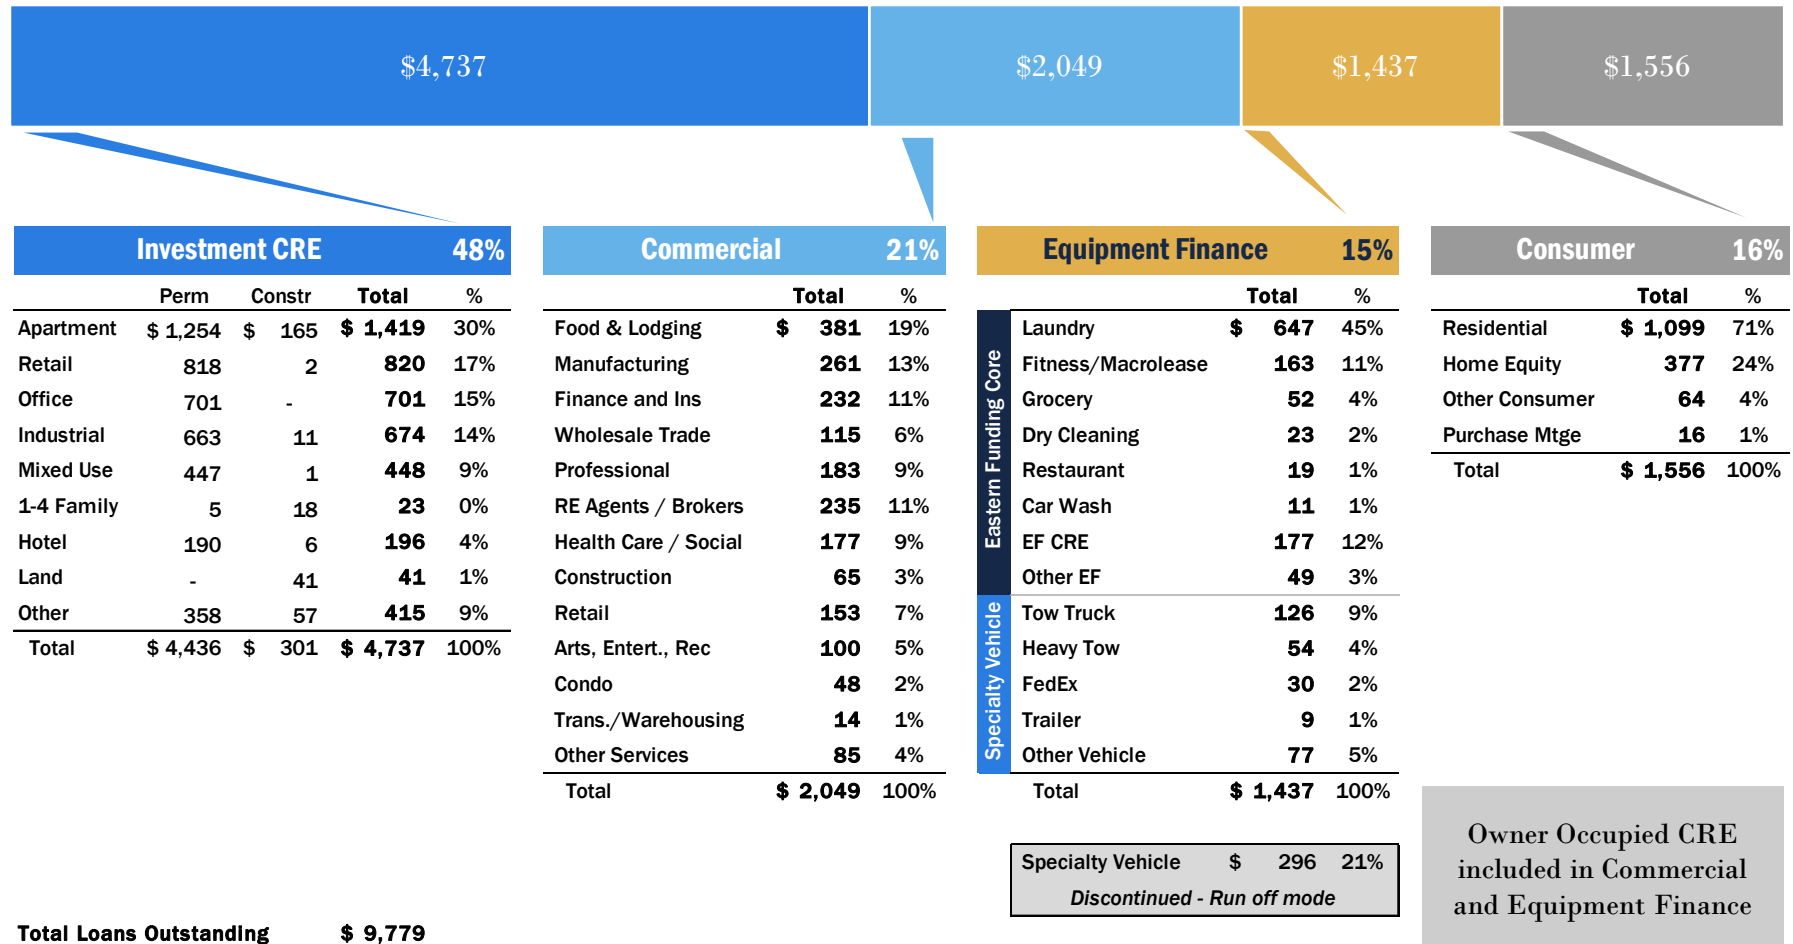 $4,737 $2,049 $1,437 $1,556
Investment CRE 48%
Perm Constr Total %
Apartment $ 1,254 $ 165 $ 1,419 30%
Retail 818 2 820 17%
Office 701 - 701 15%
Industrial 663 11 674 14%
Mixed Use 447 1 448 9%
1-4 Family 5 18 23 0%
Hotel 190 6 196 4%
Land - 41 41 1%
Other 358 57 415 9%
Total $ 4,436 $ 301 $ 4,737 100%
Commercial 21%
Total %
Food & Lodging $ 381 19%
Manufacturing 261 13%
Finance and Ins 232 11%
Wholesale Trade 115 6%
Professional 183 9%
RE Agents / Brokers 235 11%
Health Care / Social 177 9%
Construction 65 3%
Retail 153 7%
Arts, Entert., Rec 100 5%
Condo 48 2%
Trans./Warehousing 14 1%
Other Services 85 4%
Total $ 2,049 100%
Equipment Finance 15%
Total %
Eastern Funding Core
Laundry $ 647 45%
Fitness/Macrolease 163 11%
Grocery 52 4%
Dry Cleaning 23 2%
Restaurant 19 1%
Car Wash 11 1%
EF CRE 177 12%
Other EF 49 3%
Specialty Vehicle
Tow Truck 126 9%
Heavy Tow 54 4%
FedEx 30 2%
Trailer 9 1%
Other Vehicle 77 5%
Total $ 1,437 100%
Specialty Vehicle $ 296 21%
Discontinued - Run off mode
Consumer 16%
Total %
Residential $ 1,099 71%
Home Equity 377 24%
Other Consumer 64 4%
Purchase Mtge 16 1%
Total $ 1,556 100%
Owner Occupied CRE
included in Commercial
and Equipment Finance
Total Loans Outstanding $ 9,779